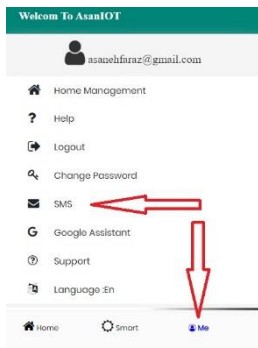 Welcom To AsanIOT
asanehfaraz@gmail.com
Home Management
Help
Logout
Change Password
SMS
Google Assistant
Support
Language :En
Home Smart Me